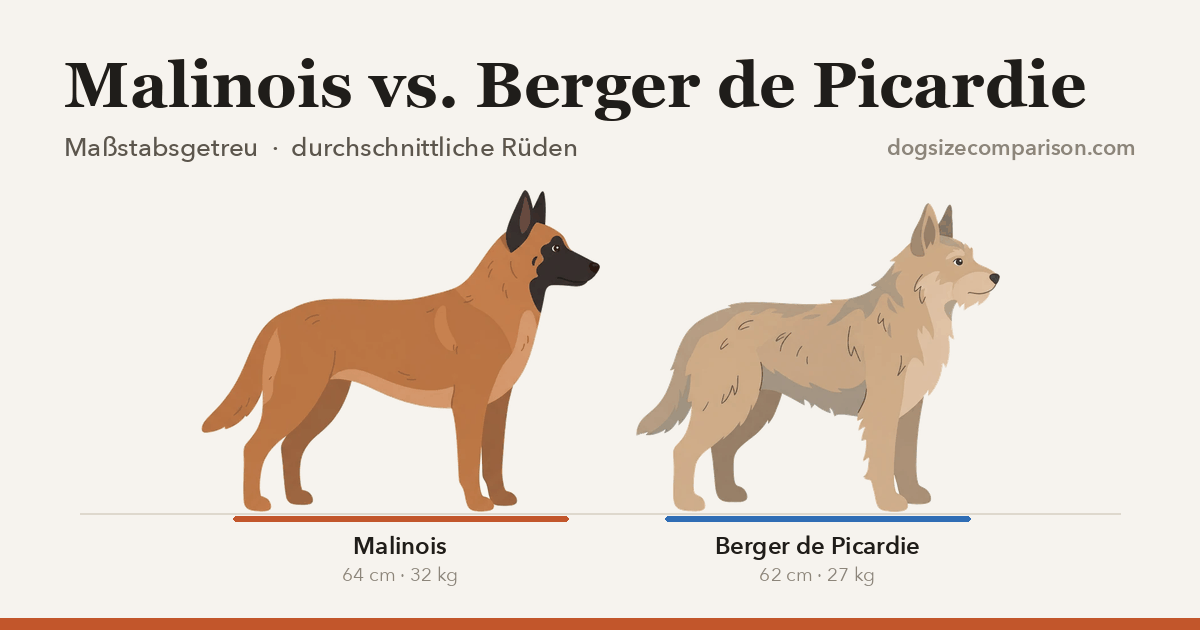 Malinois vs. Berger de Picardie
Maßstabsgetreu · durchschnittliche Rüden
dogsizecomparison.com
Malinois
64 cm · 32 kg
Berger de Picardie
62 cm · 27 kg